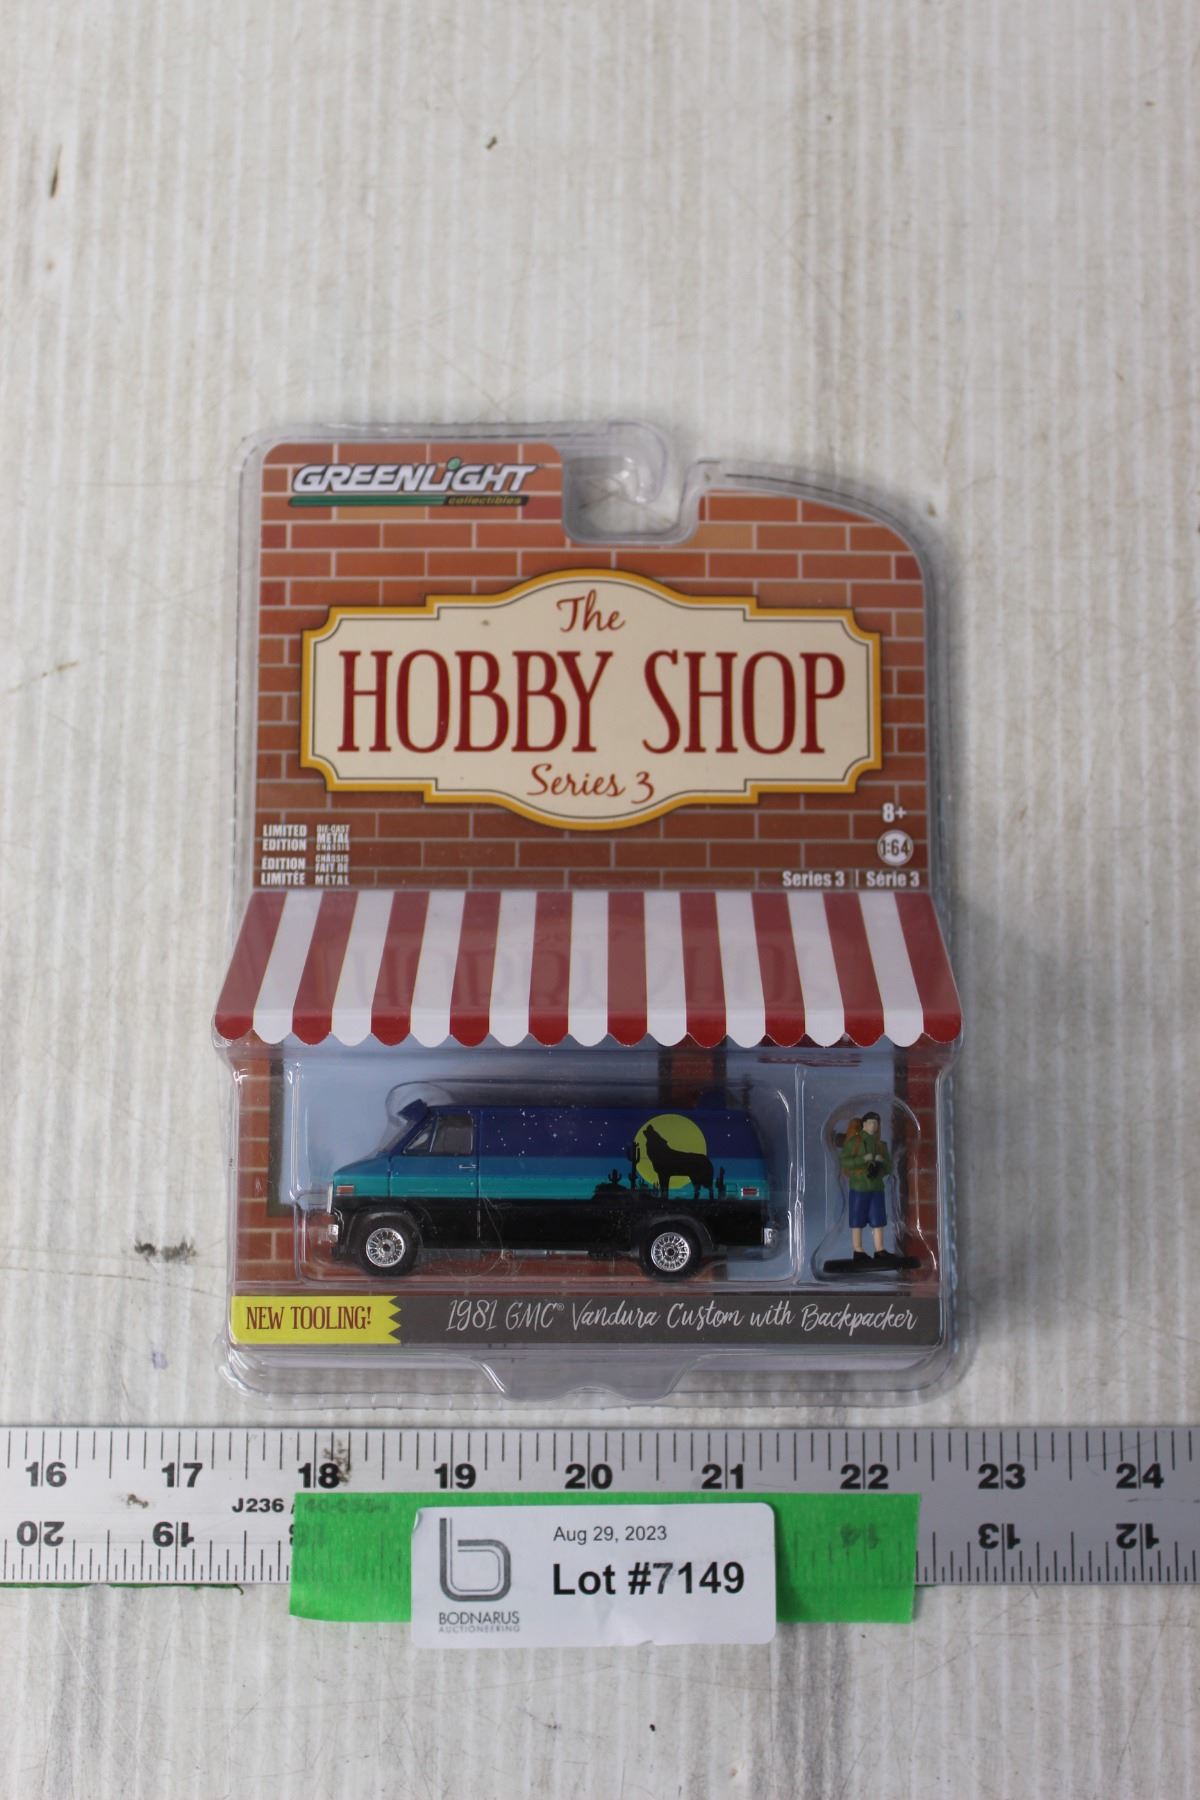 GREENLIGHT
collectibles
The
HOBBY SHOP
Series 3
LIMITED EDITION
DIE-CAST METAL CHASSIS
ÉDITION LIMITÉE
CHÂSSIS FAIT DE MÉTAL
8+
1:64
Series 3 | Série 3
NEW TOOLING!
1981 GMC® Vandura Custom with Backpacker
16 17 18 19 20 21 22 23 24
J236
20 19 18 14 13 12
Aug 29, 2023
Lot #7149
BODNARUS
AUCTIONEERING